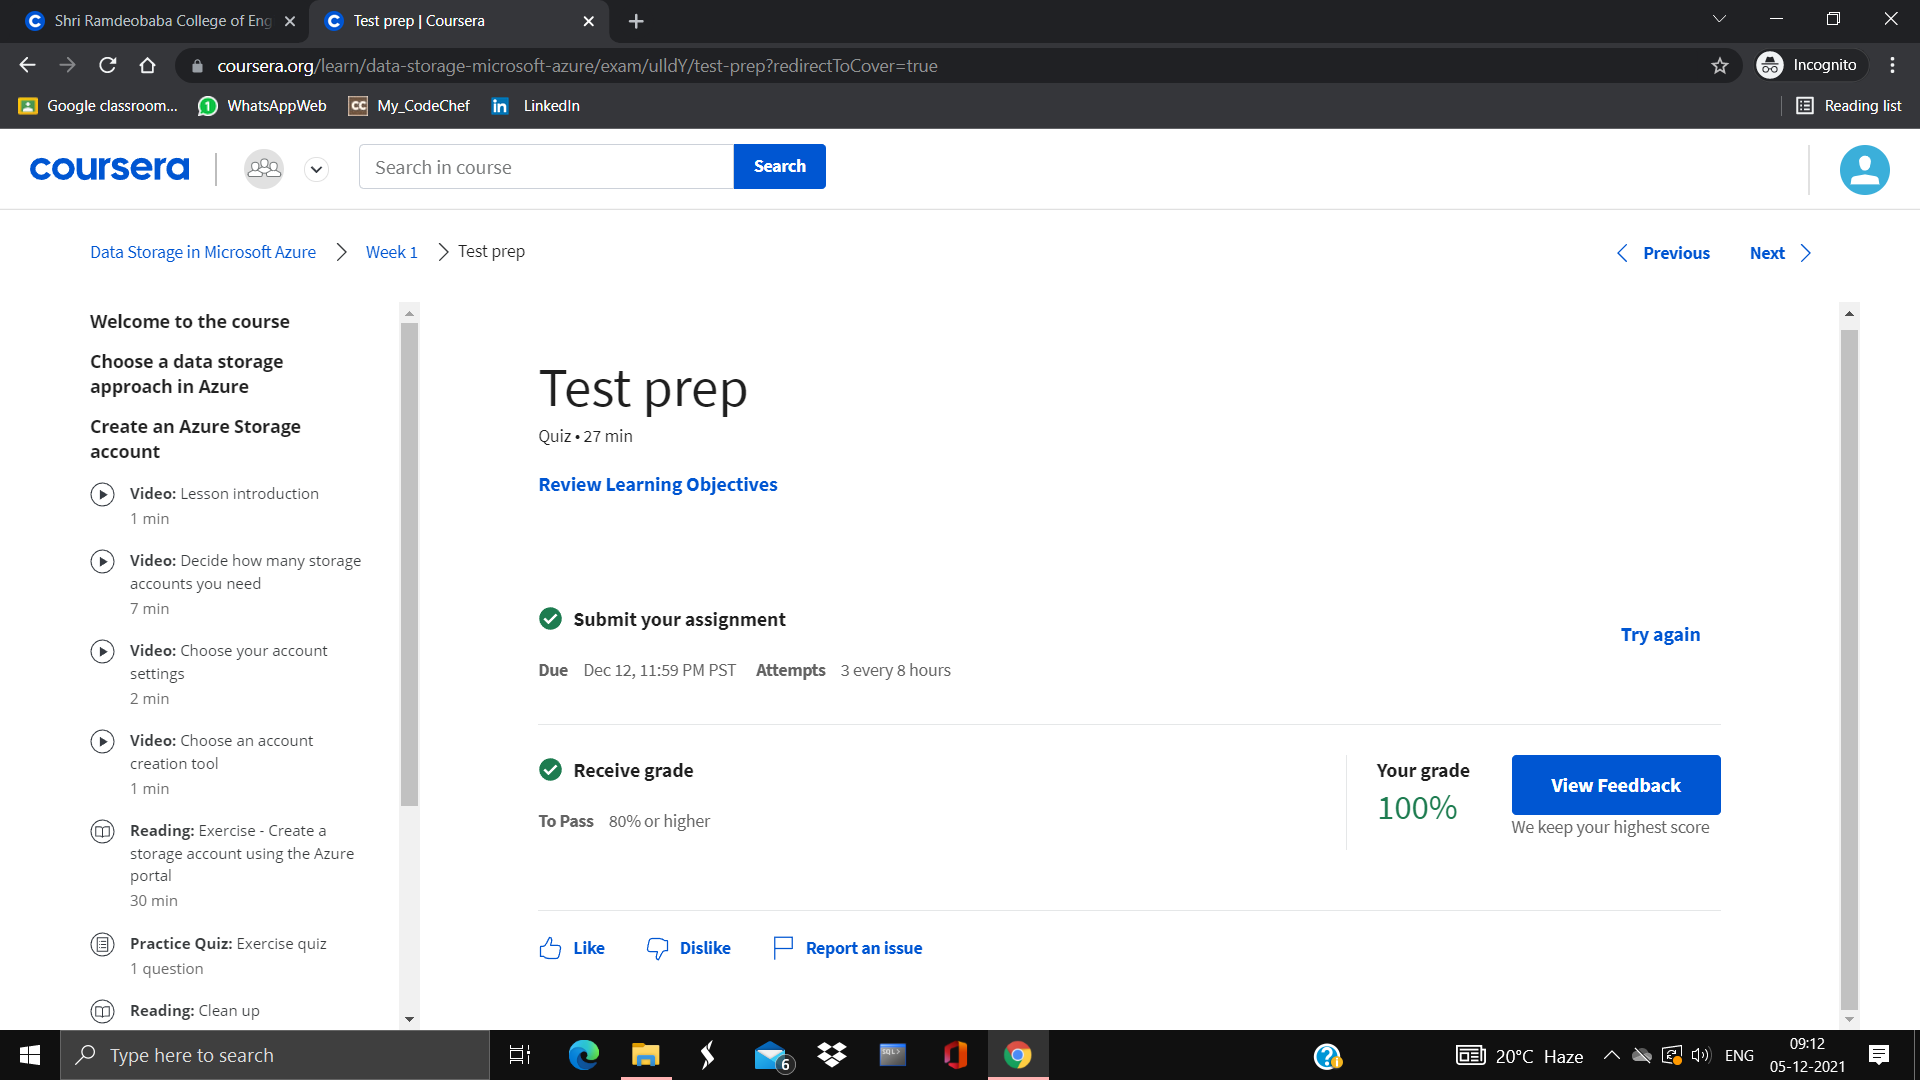 Shri Ramdeobaba College of Eng
Test prep | Coursera
coursera.org/learn/data-storage-microsoft-azure/exam/ulldY/test-prep?redirectToCover=true
Incognito
Google classroom...
WhatsAppWeb
My_CodeChef
LinkedIn
Reading list
coursera
Search in course
Search
Data Storage in Microsoft Azure
Week 1
Test prep
Previous
Next
Welcome to the course
Choose a data storage
approach in Azure
Create an Azure Storage
account
Video: Lesson introduction
1 min
Video: Decide how many storage
accounts you need
7 min
Video: Choose your account
settings
2 min
Video: Choose an account
creation tool
1 min
Reading: Exercise - Create a
storage account using the Azure
portal
30 min
Practice Quiz: Exercise quiz
1 question
Reading: Clean up
Test prep
Quiz • 27 min
Review Learning Objectives
Submit your assignment
Due Dec 12, 11:59 PM PST Attempts 3 every 8 hours
Try again
Receive grade
To Pass 80% or higher
Your grade
100%
View Feedback
We keep your highest score
Like
Dislike
Report an issue
Type here to search
6
SQL>
20°C Haze
ENG
09:12
05-12-2021